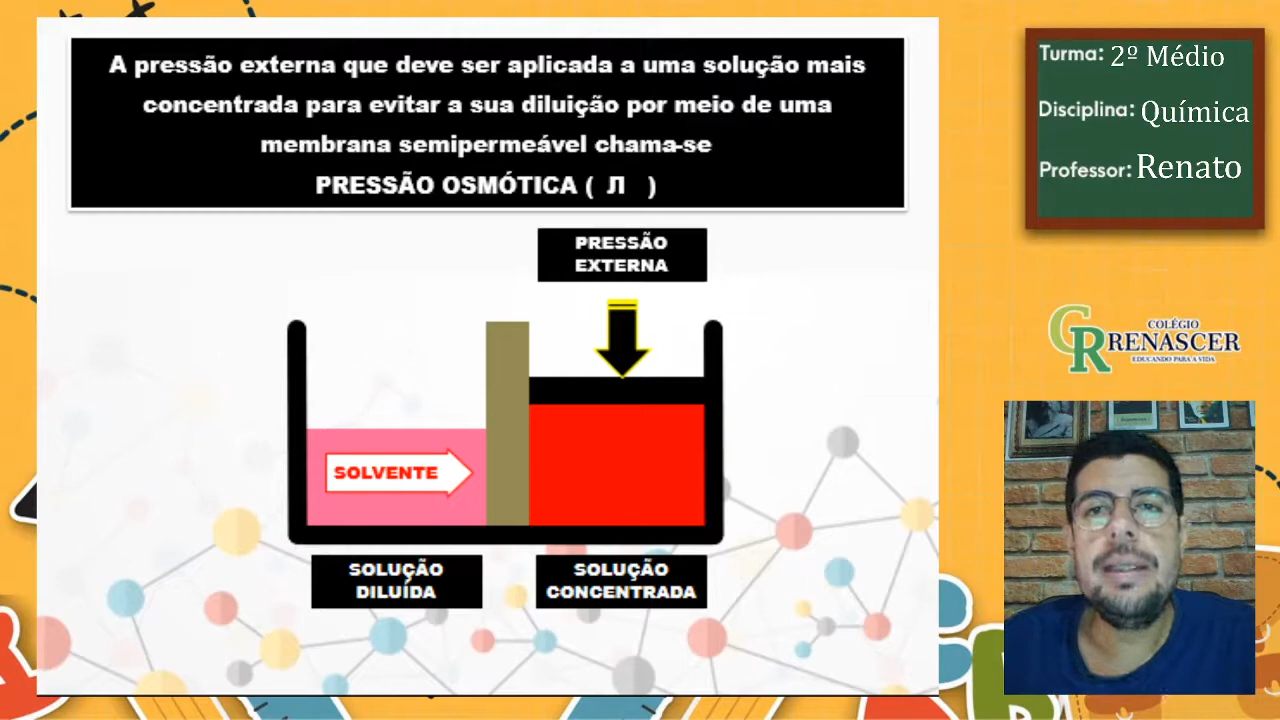 A pressão externa que deve ser aplicada a uma solução mais
concentrada para evitar a sua diluição por meio de uma
membrana semipermeável chama-se
PRESSÃO OSMÓTICA ( Л )
PRESSÃO
EXTERNA
SOLVENTE
SOLUÇÃO
DILUÍDA
SOLUÇÃO
CONCENTRADA
Turma: 2º Médio
Disciplina: Química
Professor: Renato
CR
COLÉGIO
RENASCER
EDUCANDO PARA A VIDA